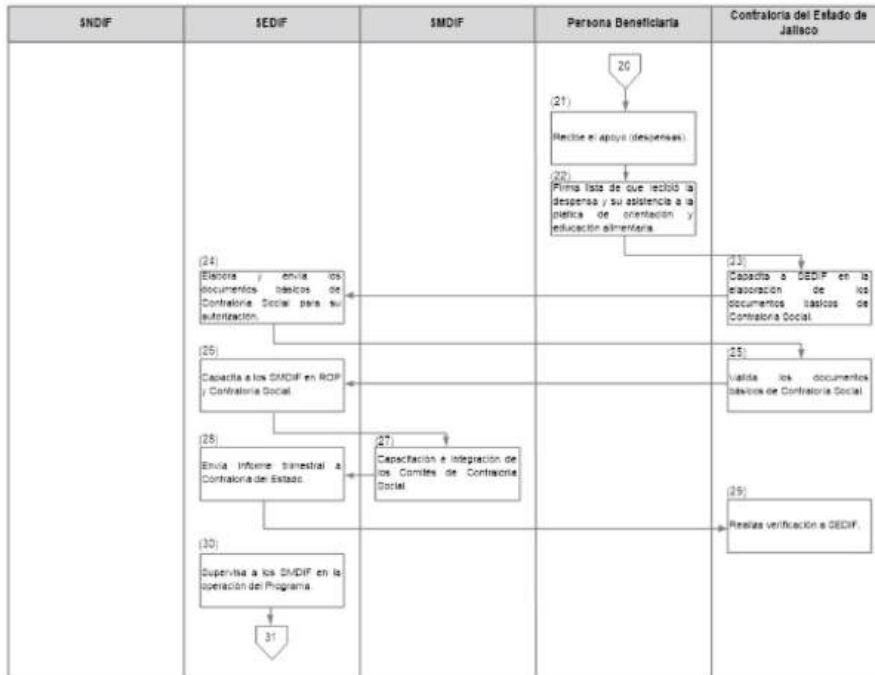 SNDIF
SEDIF
SMDIF
Persona Beneficiaria
Contraloría del Estado de
Jalisco
20
(21)
Recibe el apoyo (despensas).
(22)
Firma lista de que recibió la
despensa y su asistencia a la
plática de orientación y
educación alimentaria.
(23)
Capacita a SEDIF en la
elaboración de los
documentos básicos de
Contraloría Social.
(24)
Elabora y envía los
documentos básicos de
Contraloría Social para su
autorización.
(25)
Valida los documentos
básicos de Contraloría Social.
(26)
Capacita a los SMDIF en ROP
y Contraloría Social.
(27)
Capacitación e integración de
los Comités de Contraloría
Social.
(28)
Envía informe trimestral a
Contraloría del Estado.
(29)
Realiza verificación a SEDIF.
(30)
Supervisa a los SMDIF en la
operación del Programa.
31